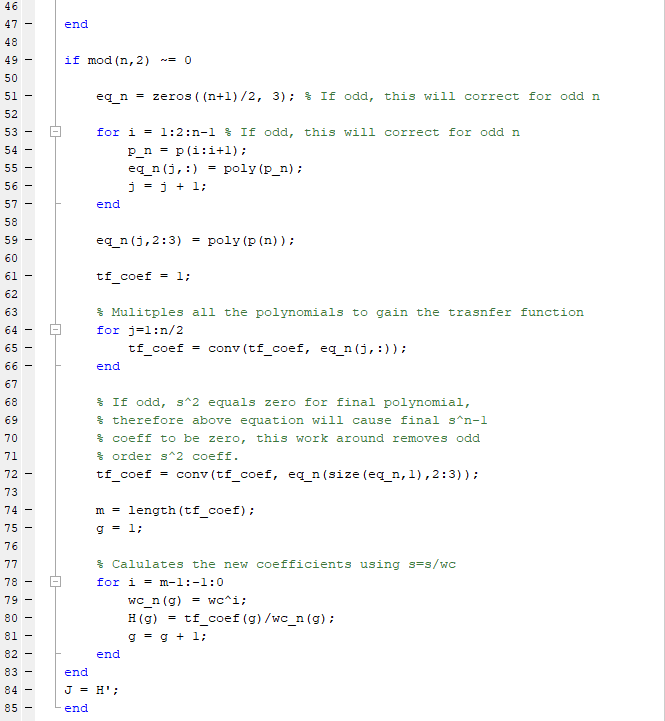 46
47 – end
48
49 – if mod(n,2) ~= 0
50
51 – eq_n = zeros((n+1)/2, 3); % If odd, this will correct for odd n
52
53 – for i = 1:2:n-1 % If odd, this will correct for odd n
54 – p_n = p(i:i+1);
55 – eq_n(j,:) = poly(p_n);
56 – j = j + 1;
57 – end
58
59 – eq_n(j,2:3) = poly(p(n));
60
61 – tf_coef = 1;
62
63 % Mulitples all the polynomials to gain the trasnfer function
64 – for j=1:n/2
65 – tf_coef = conv(tf_coef, eq_n(j,:));
66 – end
67
68 % If odd, s^2 equals zero for final polynomial,
69 % therefore above equation will cause final s^n-1
70 % coeff to be zero, this work around removes odd
71 % order s^2 coeff.
72 – tf_coef = conv(tf_coef, eq_n(size(eq_n,1),2:3));
73
74 – m = length(tf_coef);
75 – g = 1;
76
77 % Calulates the new coefficients using s=s/wc
78 – for i = m-1:-1:0
79 – wc_n(g) = wc^i;
80 – H(g) = tf_coef(g)/wc_n(g);
81 – g = g + 1;
82 – end
83 – end
84 – J = H';
85 – end